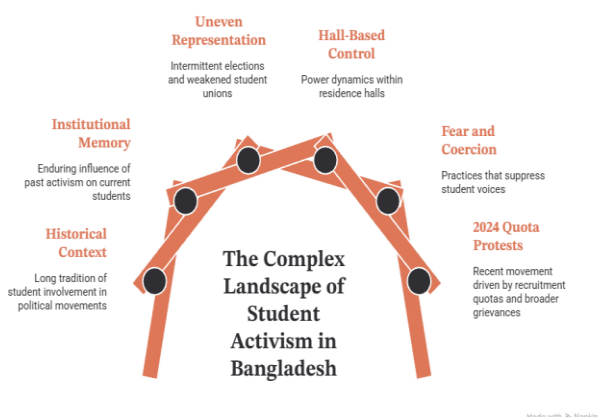 Uneven
Representation
Intermittent elections
and weakened student
unions
Hall-Based
Control
Power dynamics within
residence halls
Institutional
Memory
Enduring influence of
past activism on current
students
Fear and
Coercion
Practices that suppress
student voices
Historical
Context
Long tradition of
student involvement in
political movements
2024 Quota
Protests
Recent movement
driven by recruitment
quotas and broader
grievances
The Complex
Landscape of
Student
Activism in
Bangladesh